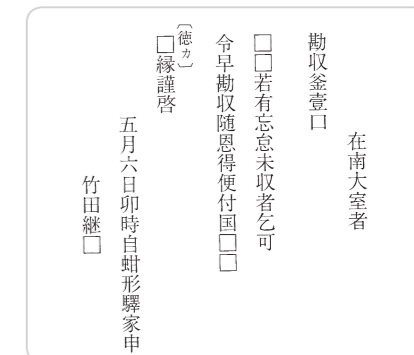 在南大室者
勘収釜壹口
□□若有忘怠未収者乞可
令早勘収随恩得便付国□□
〔徳カ〕
□縁謹啓
五月六日卯時自蚶形驛家申
竹田継□